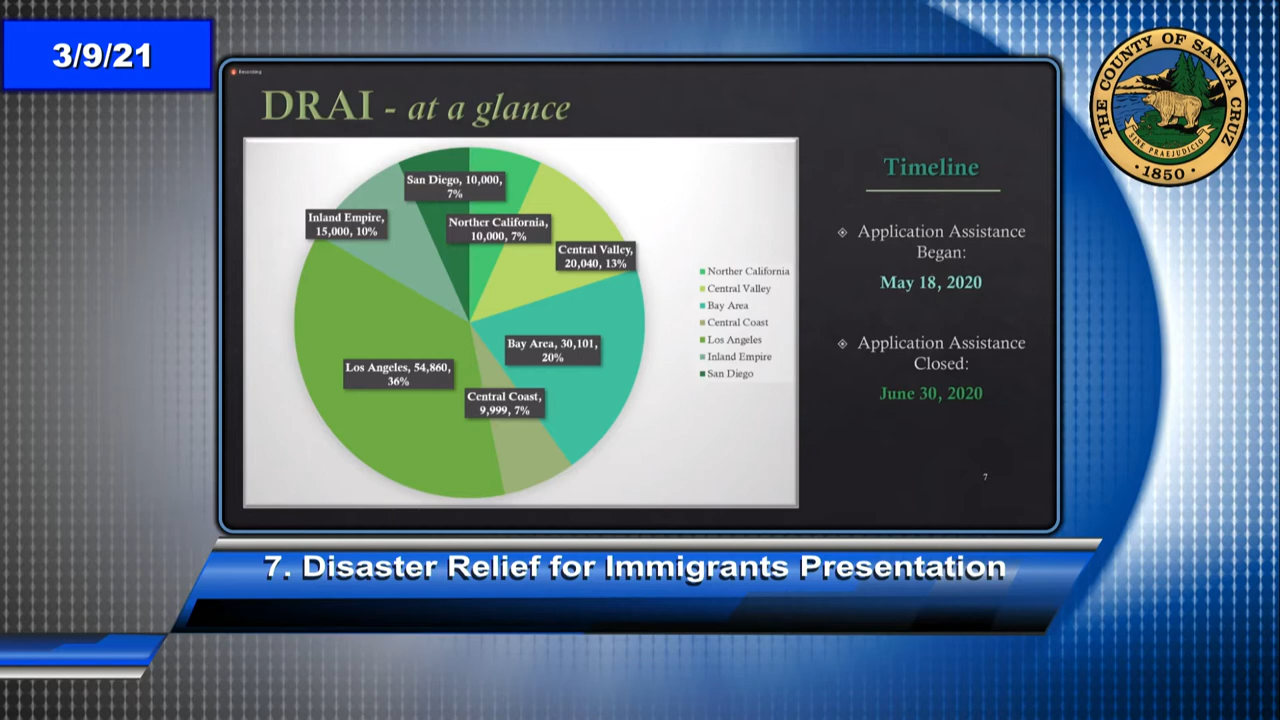 3/9/21
Recording
DRAI - at a glance
San Diego, 10,000,
7%
Norther California,
10,000, 7%
Inland Empire,
15,000, 10%
Central Valley,
20,040, 13%
Bay Area, 30,101,
20%
Los Angeles, 54,860,
36%
Central Coast,
9,999, 7%
Norther California
Central Valley
Bay Area
Central Coast
Los Angeles
Inland Empire
San Diego
Timeline
Application Assistance
Began:
May 18, 2020
Application Assistance
Closed:
June 30, 2020
7
THE COUNTY OF SANTA CRUZ
SINE PRAEJUDICIO
• 1850 •
7. Disaster Relief for Immigrants Presentation